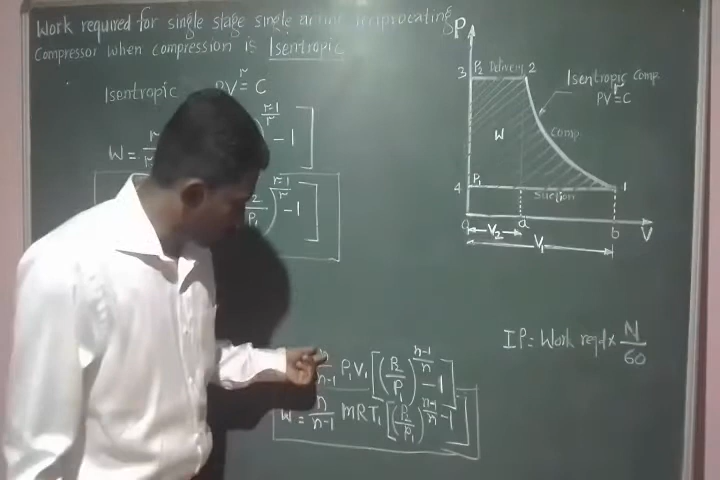 Work required for single stage single acting reciprocating
Compressor when compression is Isentropic
Isentropic PV^r = C
W = r r-1/r - 1 ]
2/P1 ) r-1/r - 1 ]
n-1 P1V1 [ (P2/P1) n-1/n - 1 ]
W = n/n-1 mRT1 [ (P2/P1) n-1/n - 1 ]
P
3 P2 Delivery 2
Isentropic Comp
PV^r = C
W
Comp.
4 P1 1
Suction
a b V
V2
V1
IP = Work reqd × N/60